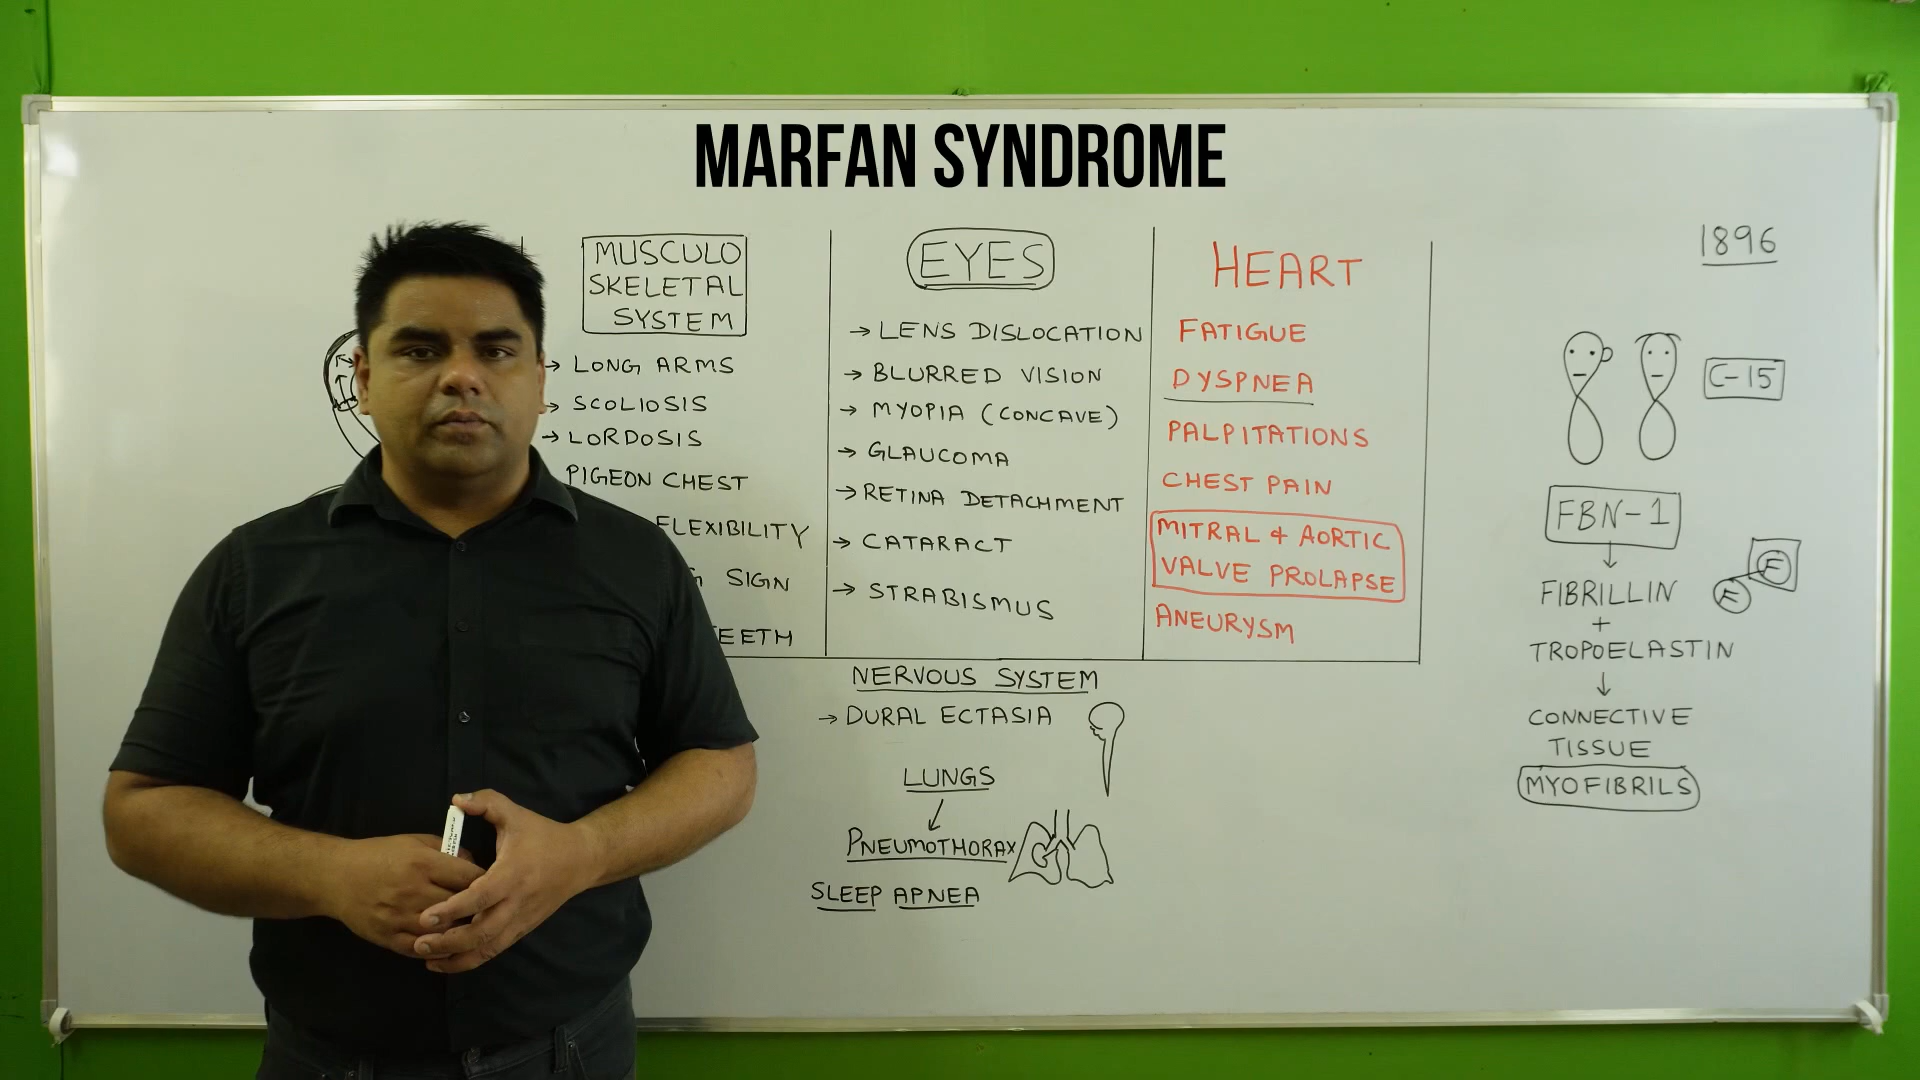 MARFAN SYNDROME
MUSCULO
SKELETAL
SYSTEM
→ LONG ARMS
→ SCOLIOSIS
→ LORDOSIS
PIGEON CHEST
FLEXIBILITY
SIGN
EETH
EYES
→ LENS DISLOCATION
→ BLURRED VISION
→ MYOPIA (CONCAVE)
→ GLAUCOMA
→ RETINA DETACHMENT
→ CATARACT
→ STRABISMUS
HEART
FATIGUE
DYSPNEA
PALPITATIONS
CHEST PAIN
MITRAL & AORTIC
VALVE PROLAPSE
ANEURYSM
NERVOUS SYSTEM
→ DURAL ECTASIA
LUNGS
↓
PNEUMOTHORAX
SLEEP APNEA
1896
C-15
FBN-1
↓
FIBRILLIN
F
F
+
TROPOELASTIN
↓
CONNECTIVE
TISSUE
MYOFIBRILS